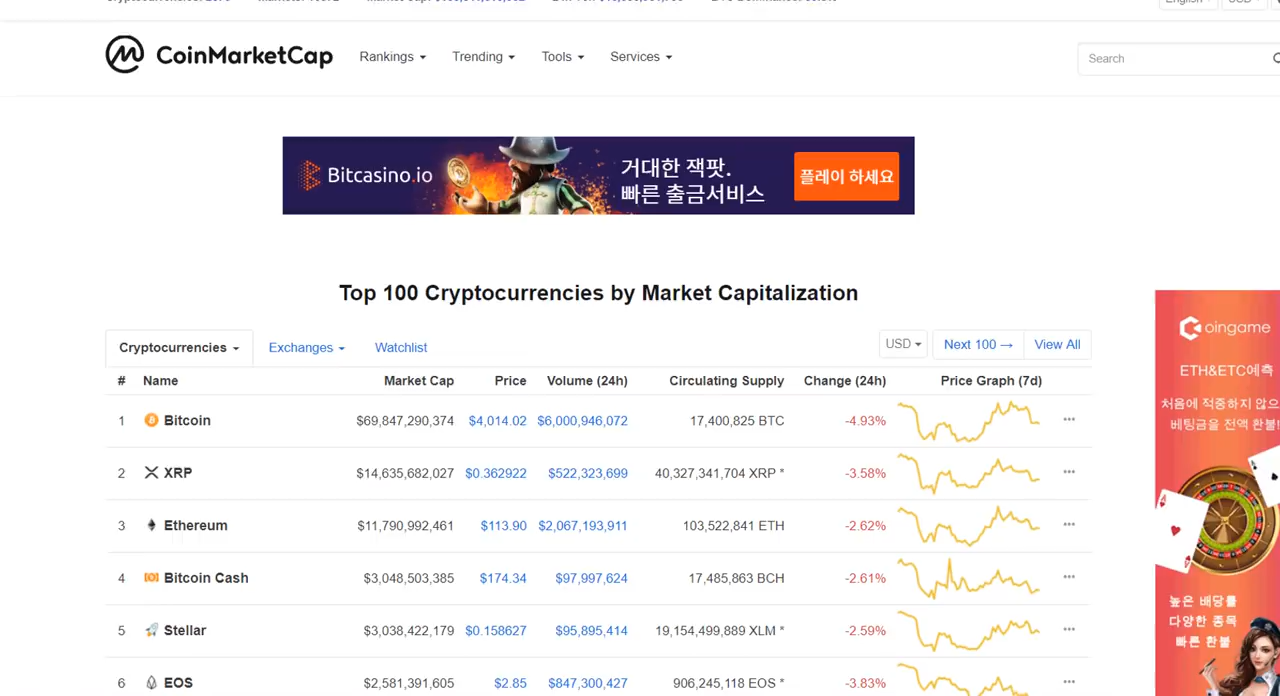 CoinMarketCap Rankings Trending Tools Services Search
Bitcasino.io
거대한 잭팟.
빠른 출금서비스
플레이 하세요
Top 100 Cryptocurrencies by Market Capitalization
Cryptocurrencies Exchanges Watchlist USD Next 100 → View All
# Name Market Cap Price Volume (24h) Circulating Supply Change (24h) Price Graph (7d)
1 Bitcoin $69,847,290,374 $4,014.02 $6,000,946,072 17,400,825 BTC -4.93%
2 XRP $14,635,682,027 $0.362922 $522,323,699 40,327,341,704 XRP * -3.58%
3 Ethereum $11,790,992,461 $113.90 $2,067,193,911 103,522,841 ETH -2.62%
4 Bitcoin Cash $3,048,503,385 $174.34 $97,997,624 17,485,863 BCH -2.61%
5 Stellar $3,038,422,179 $0.158627 $95,895,414 19,154,499,889 XLM * -2.59%
6 EOS $2,581,391,605 $2.85 $847,300,427 906,245,118 EOS * -3.83%
Coingame
ETH&ETC예측
처음에 적중하지 않으
베팅금을 전액 환불!
높은 배당률
다양한 종목
빠른 환불